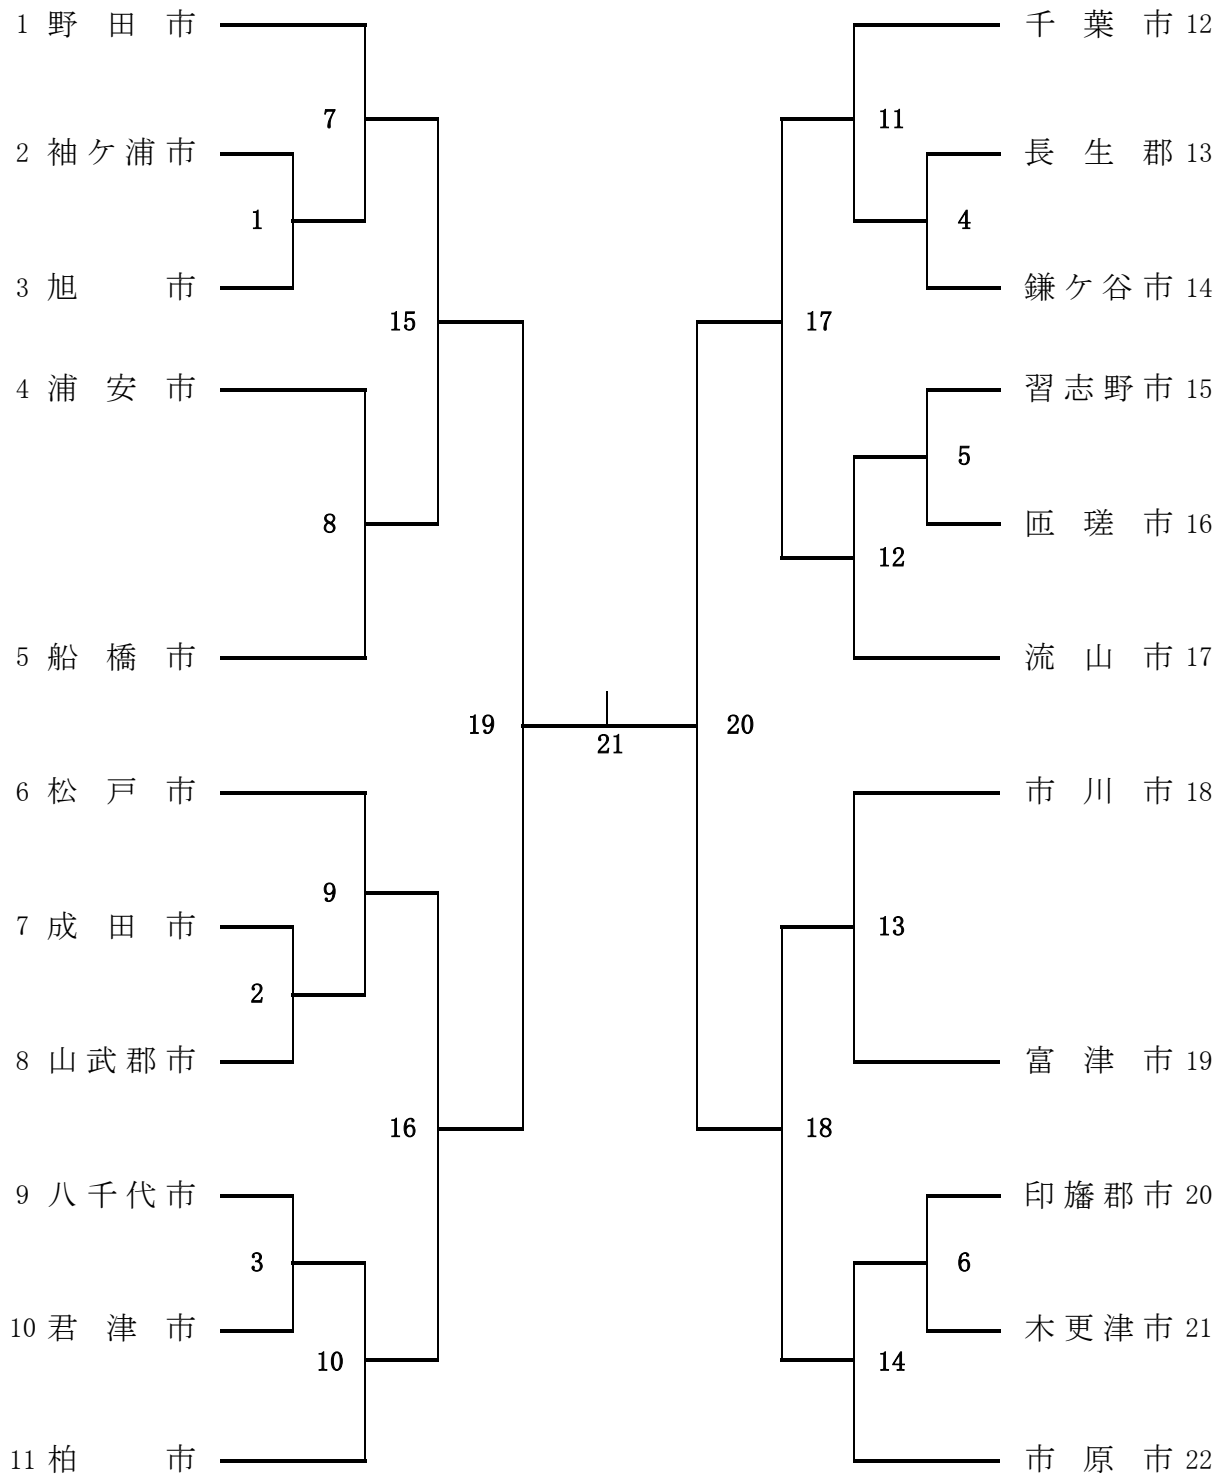 1 野田市
千葉市 12
7
11
2 袖ケ浦市
長生郡 13
1
4
3 旭市
鎌ケ谷市 14
15
17
4 浦安市
習志野市 15
5
8
匝瑳市 16
12
5 船橋市
流山市 17
19
20
21
6 松戸市
市川市 18
9
7 成田市
13
2
8 山武郡市
富津市 19
16
18
9 八千代市
印旛郡市 20
3
6
10 君津市
木更津市 21
10
14
11 柏市
市原市 22